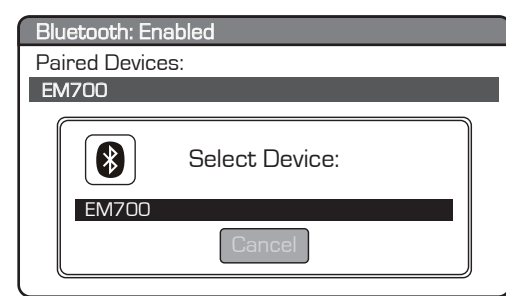 Bluetooth: Enabled
Paired Devices:
EM700
Select Device:
EM700
Cancel